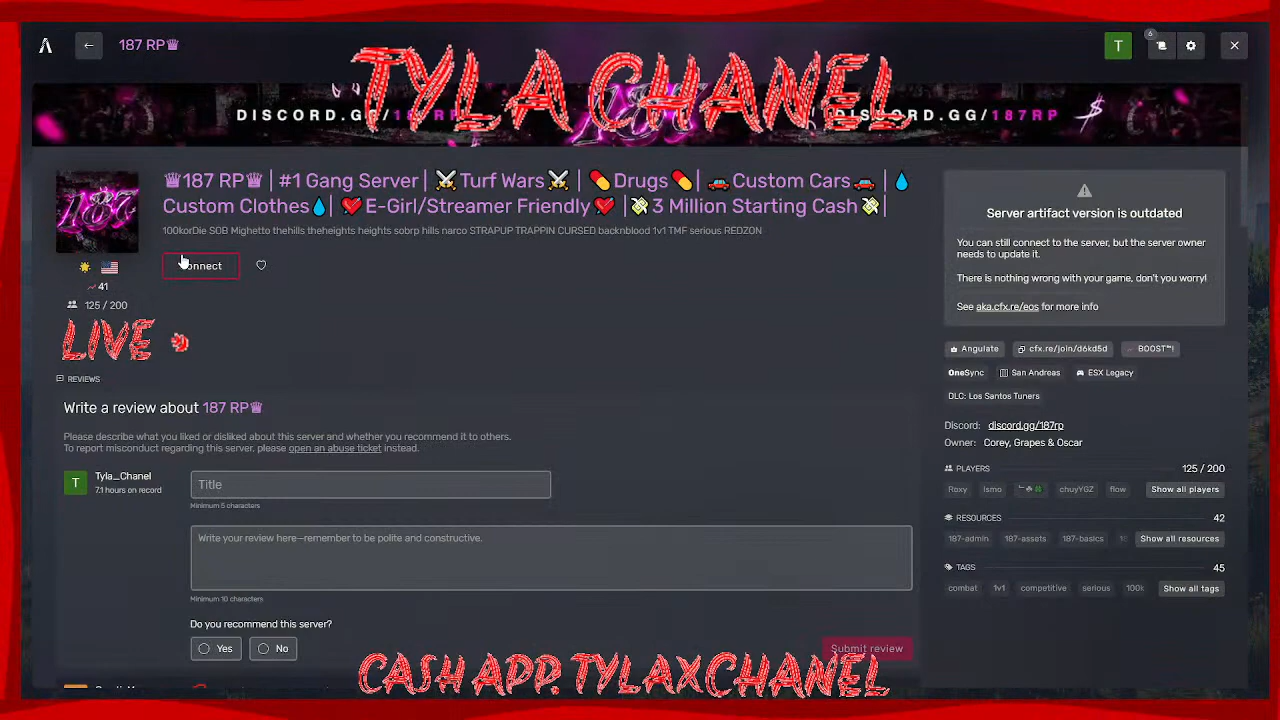 187 RP♛
T
6
TYLA CHANEL
DISCORD.GG/187RP
DISCORD.GG/187RP
187
♛187 RP♛ | #1 Gang Server | ⚔Turf Wars⚔ | 💊Drugs💊 | 🚗Custom Cars🚗 | 💧
Custom Clothes💧 | 💘E-Girl/Streamer Friendly💘 | 💸3 Million Starting Cash💸 |
100korDie SOB Mighetto thehills theheights heights sobrp hills narco STRAPUP TRAPPIN CURSED backnblood 1v1 TMF serious REDZON
41
125 / 200
LIVE
REVIEWS
Write a review about 187 RP♛
Please describe what you liked or disliked about this server and whether you recommend it to others.
To report misconduct regarding this server, please open an abuse ticket instead.
T
Tyla_Chanel
7.1 hours on record
Title
Minimum 5 characters
Write your review here—remember to be polite and constructive.
Minimum 10 characters
Do you recommend this server?
Yes
No
Submit review
CASH APP. TYLAXCHANEL
Server artifact version is outdated
You can still connect to the server, but the server owner
needs to update it.
There is nothing wrong with your game, don't you worry!
See aka.cfx.re/eos for more info
Angulate
cfx.re/join/d6kd5d
BOOST™!
OneSync
San Andreas
ESX Legacy
DLC: Los Santos Tuners
Discord: discord.gg/187rp
Owner: Corey, Grapes & Oscar
PLAYERS 125 / 200
Roxy Ismo chuyYGZ flow Show all players
RESOURCES 42
187-admin 187-assets 187-basics Show all resources
TAGS 45
combat 1v1 competitive serious 100k Show all tags